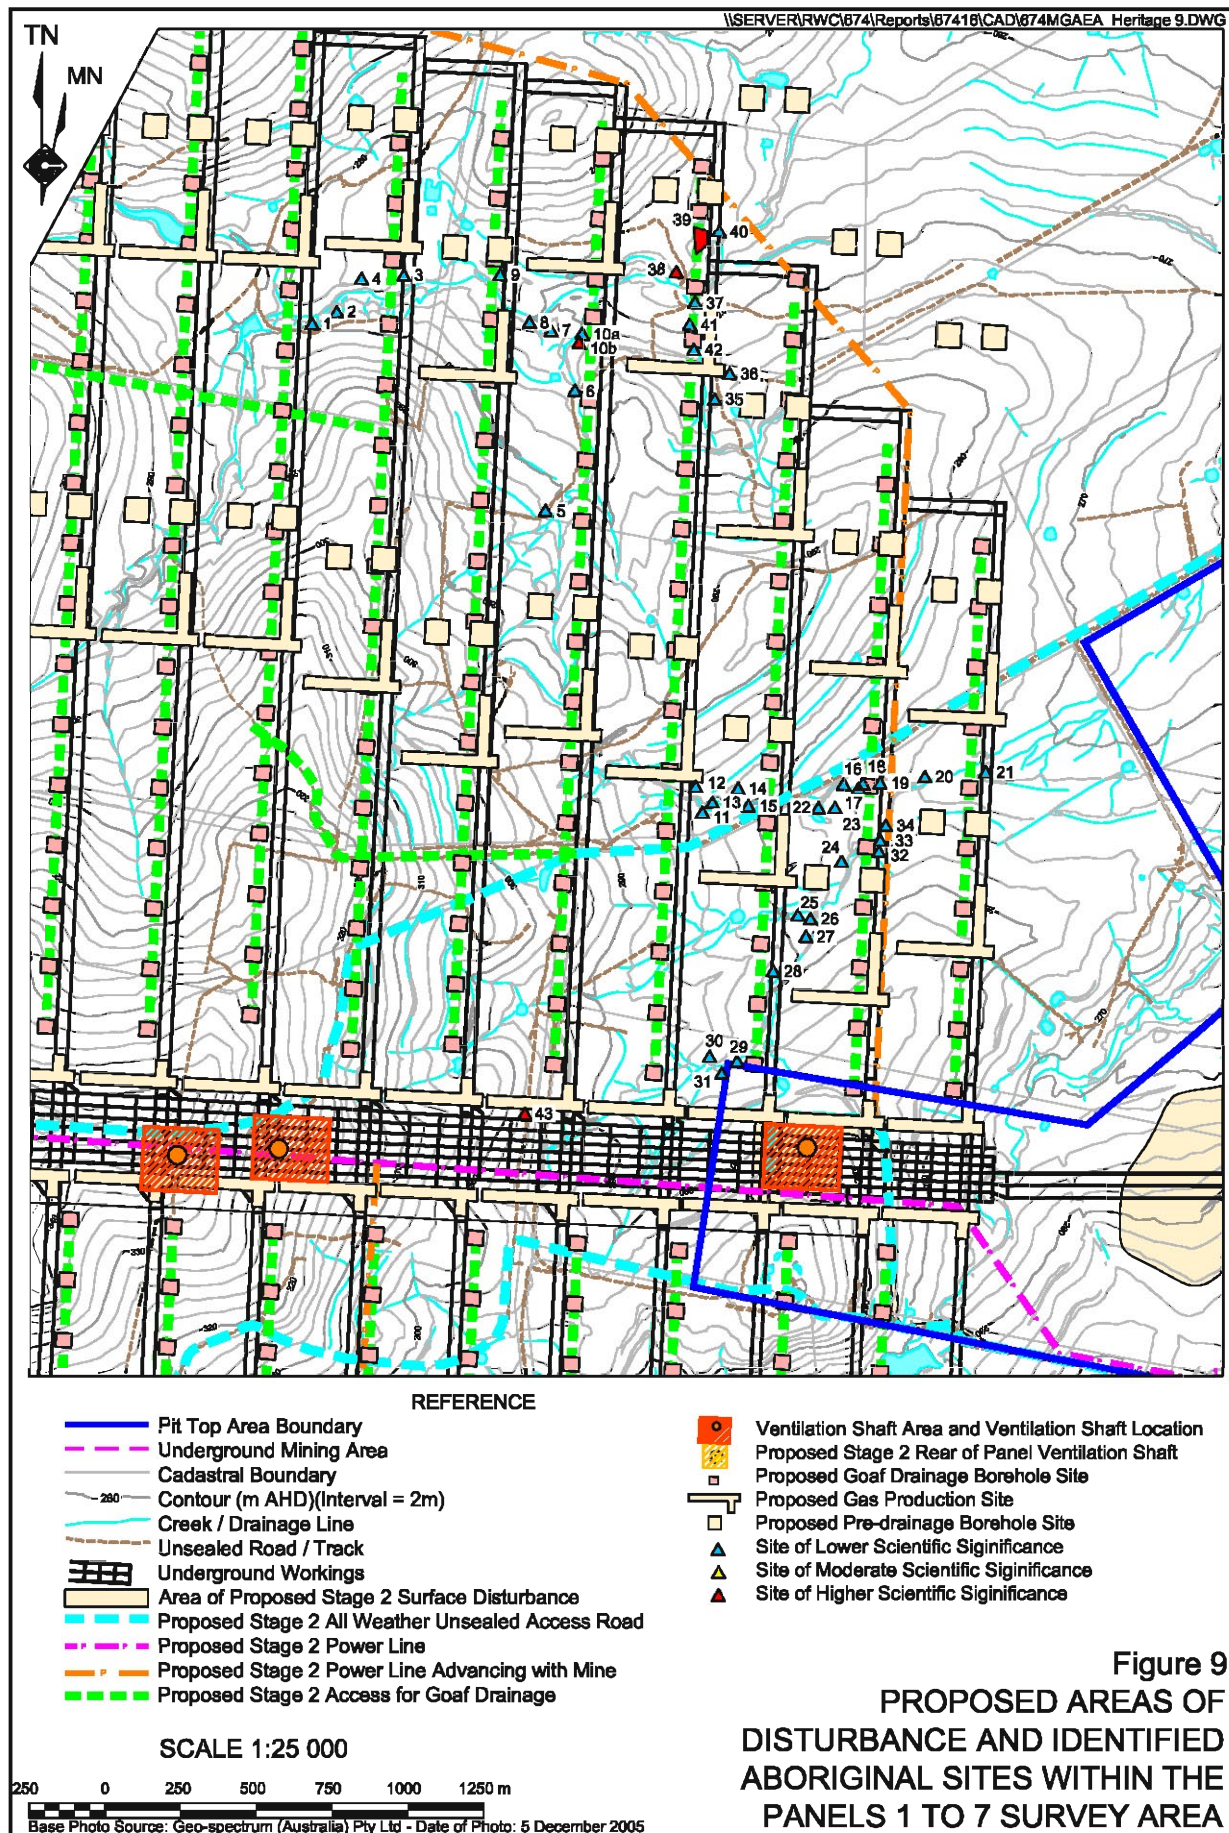 \\SERVER\RWC\674\Reports\67416\CAD\674MGAEA_Heritage 9.DWG
TN
MN
39
40
38
9
4
3
37
2
1
8
7
10a
41
10b
42
36
6
35
5
16
18
12
14
19
20
21
13
15
22
17
11
23
34
33
24
32
25
26
27
28
30
29
31
43
REFERENCE
Pit Top Area Boundary
Underground Mining Area
Cadastral Boundary
260
Contour (m AHD)(Interval = 2m)
Creek / Drainage Line
Unsealed Road / Track
Underground Workings
Area of Proposed Stage 2 Surface Disturbance
Proposed Stage 2 All Weather Unsealed Access Road
Proposed Stage 2 Power Line
P
Proposed Stage 2 Power Line Advancing with Mine
Proposed Stage 2 Access for Goaf Drainage
Ventilation Shaft Area and Ventilation Shaft Location
Proposed Stage 2 Rear of Panel Ventilation Shaft
Proposed Goaf Drainage Borehole Site
Proposed Gas Production Site
Proposed Pre-drainage Borehole Site
Site of Lower Scientific Siginificance
Site of Moderate Scientific Siginificance
Site of Higher Scientific Siginificance
SCALE 1:25 000
250 0 250 500 750 1000 1250 m
Base Photo Source: Geo-spectrum (Australia) Pty Ltd - Date of Photo: 5 December 2005
Figure 9
PROPOSED AREAS OF
DISTURBANCE AND IDENTIFIED
ABORIGINAL SITES WITHIN THE
PANELS 1 TO 7 SURVEY AREA